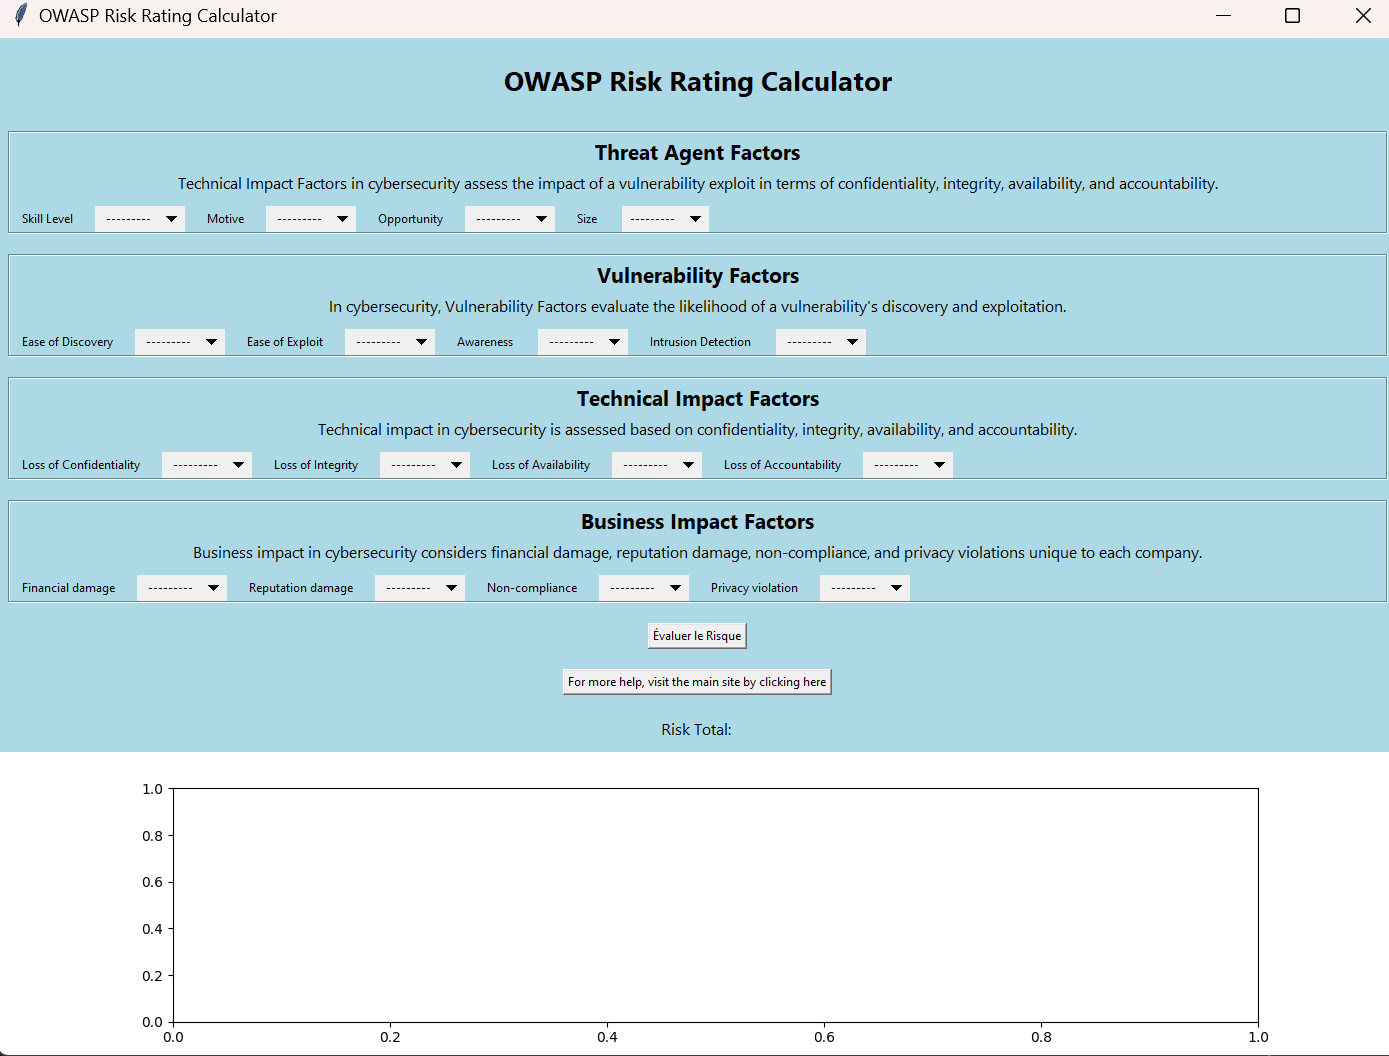 OWASP Risk Rating Calculator
OWASP Risk Rating Calculator
Threat Agent Factors
Technical Impact Factors in cybersecurity assess the impact of a vulnerability exploit in terms of confidentiality, integrity, availability, and accountability.
Skill Level --------- Motive --------- Opportunity --------- Size ---------
Vulnerability Factors
In cybersecurity, Vulnerability Factors evaluate the likelihood of a vulnerability's discovery and exploitation.
Ease of Discovery --------- Ease of Exploit --------- Awareness --------- Intrusion Detection ---------
Technical Impact Factors
Technical impact in cybersecurity is assessed based on confidentiality, integrity, availability, and accountability.
Loss of Confidentiality --------- Loss of Integrity --------- Loss of Availability --------- Loss of Accountability ---------
Business Impact Factors
Business impact in cybersecurity considers financial damage, reputation damage, non-compliance, and privacy violations unique to each company.
Financial damage --------- Reputation damage --------- Non-compliance --------- Privacy violation ---------
Évaluer le Risque
For more help, visit the main site by clicking here
Risk Total:
1.0
0.8
0.6
0.4
0.2
0.0
0.0 0.2 0.4 0.6 0.8 1.0